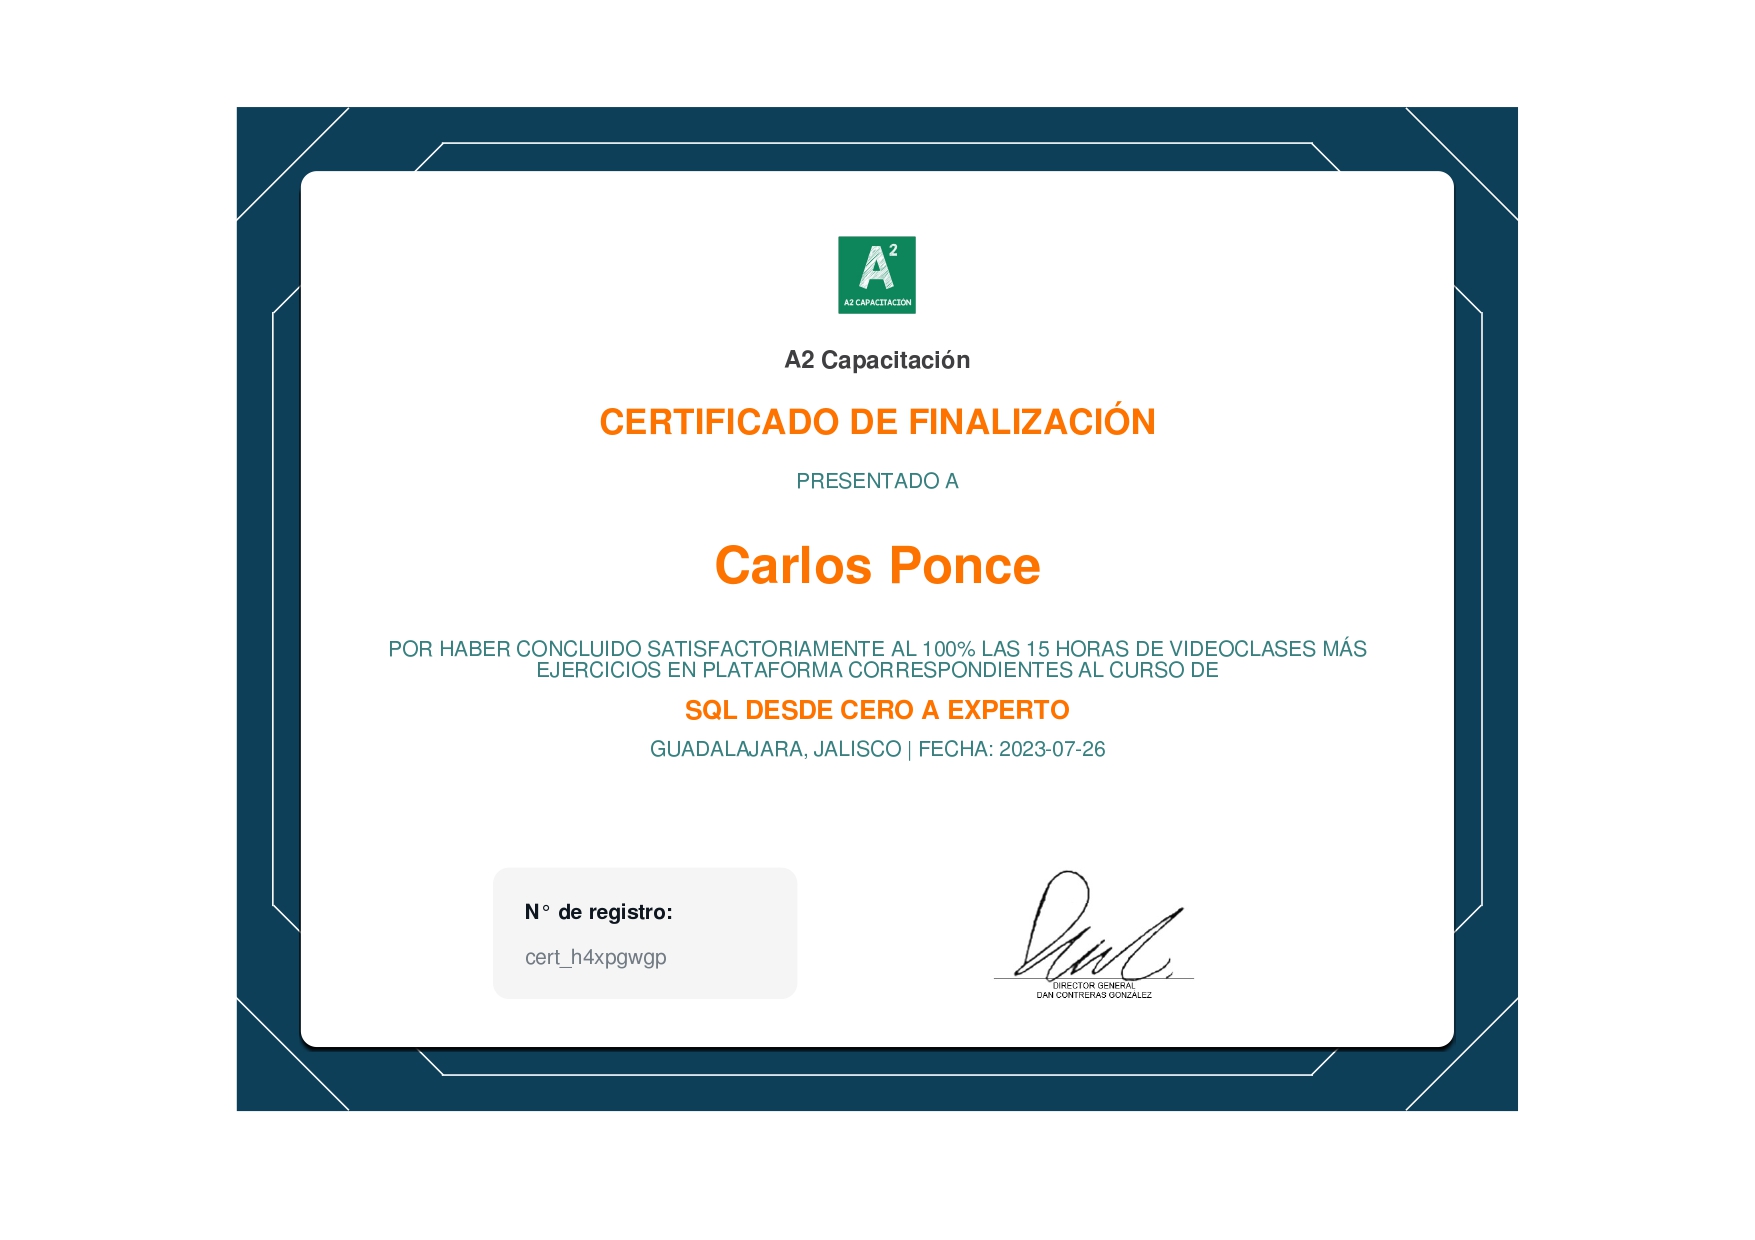 A2
A2 CAPACITACIÓN
A2 Capacitación
CERTIFICADO DE FINALIZACIÓN
PRESENTADO A
Carlos Ponce
POR HABER CONCLUIDO SATISFACTORIAMENTE AL 100% LAS 15 HORAS DE VIDEOCLASES MÁS
EJERCICIOS EN PLATAFORMA CORRESPONDIENTES AL CURSO DE
SQL DESDE CERO A EXPERTO
GUADALAJARA, JALISCO | FECHA: 2023-07-26
N° de registro:
cert_h4xpgwgp
DIRECTOR GENERAL
DAN CONTRERAS GONZÁLEZ